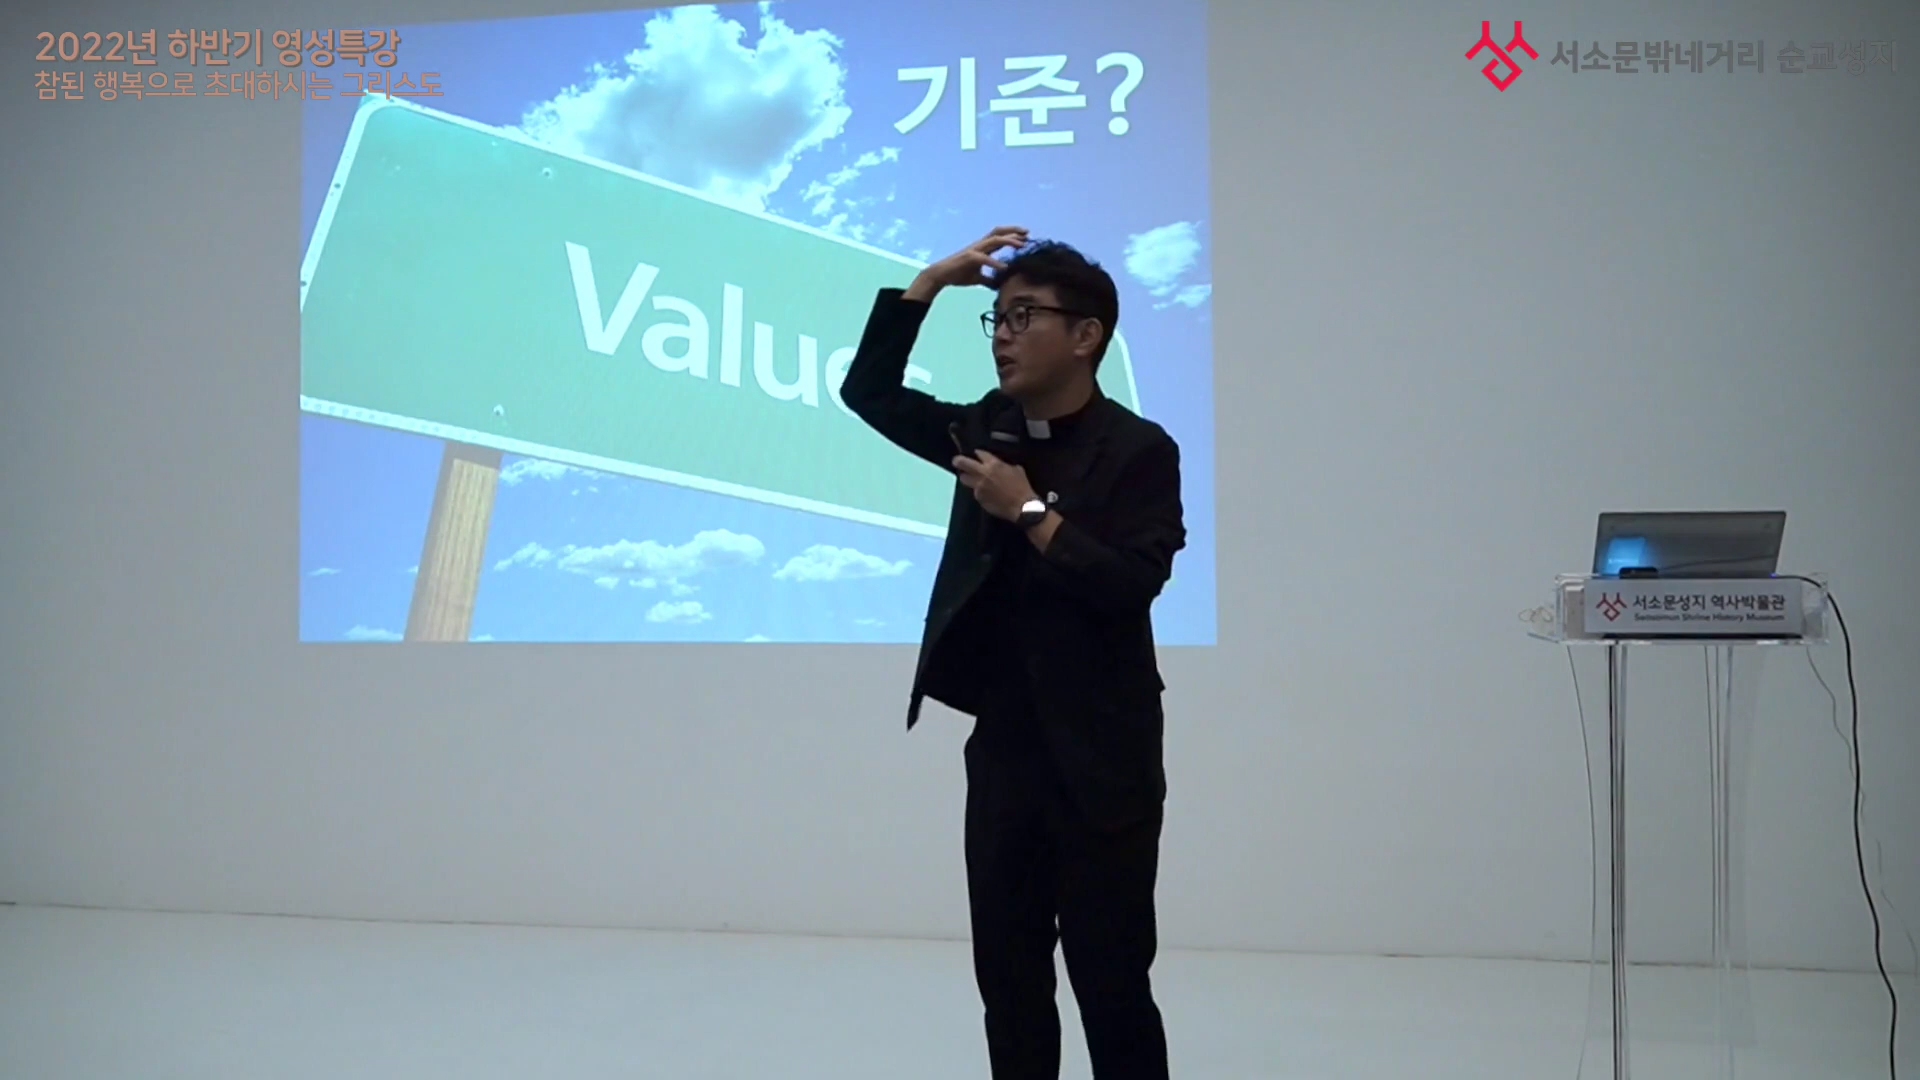 2022년 하반기 영성특강
참된 행복으로 초대하시는 그리스도
서소문밖네거리 순교성지
기준?
Values
서소문성지 역사박물관
Seosomun Shrine History Museum